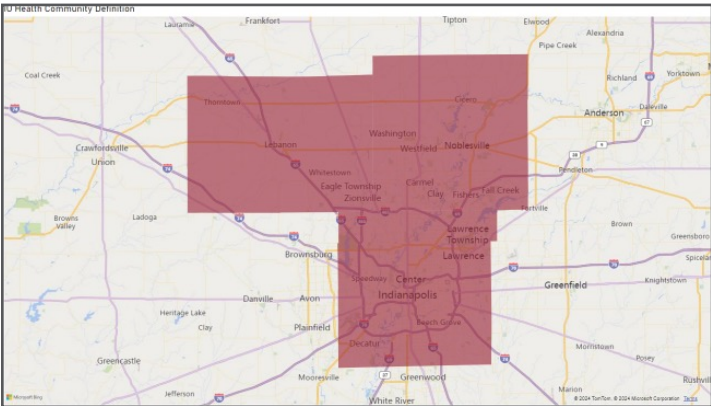 IU Health Community Definition
Lauramie
Frankfort
Tipton
Elwood
Alexandria
Pipe Creek
Coal Creek
Richland
Yorktown
Thorntown
Cicero
Daleville
Anderson
Crawfordsville
Union
Lebanon
Washington
Westfield
Noblesville
Pendleton
Whitestown
Eagle Township
Zionsville
Carmel
Clay
Fishers
Fall Creek
Fortville
Browns
Valley
Ladoga
Brown
Greensboro
Lawrence
Township
Lawrence
Brownsburg
Speedway
Center
Indianapolis
Greenfield
Knightstown
Danville
Avon
Heritage Lake
Clay
Plainfield
Beech Grove
Decatur
Greencastle
Morristown
Posey
Mooresville
Greenwood
Jefferson
White River
Marion
Microsoft Bing
© 2024 TomTom, © 2024 Microsoft Corporation Terms